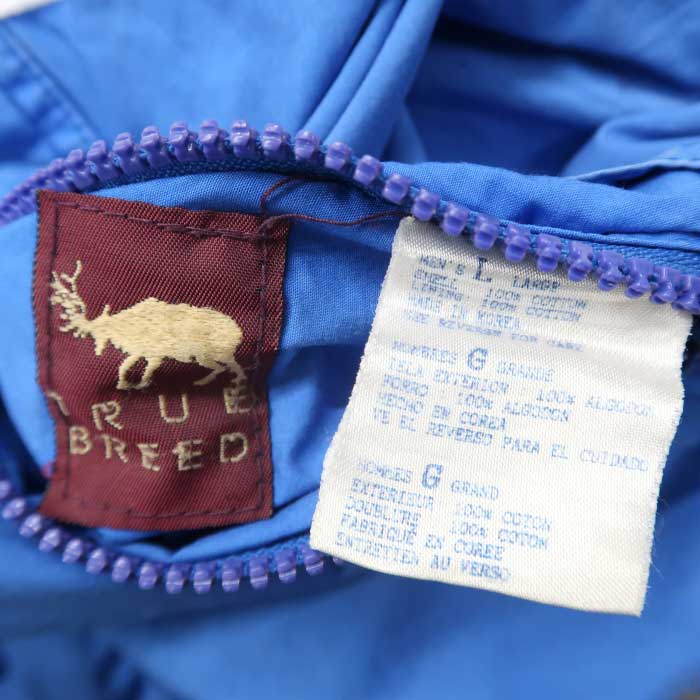 TRUE
BREED
MEN'S L LARGE
SHELL 100% COTTON
LINING 100% COTTON
MADE IN KOREA
SEE REVERSE FOR CARE
HOMBRES G GRANDE
TELA EXTERIOR 100% ALGODON
FORRO 100% ALGODON
HECHO EN COREA
VE EL REVERSO PARA EL CUIDADO
HOMMES G GRAND
EXTERIEUR 100% COTON
DOUBLURE 100% COTON
FABRIQUÉ EN COREE
ENTRETIEN AU VERSO